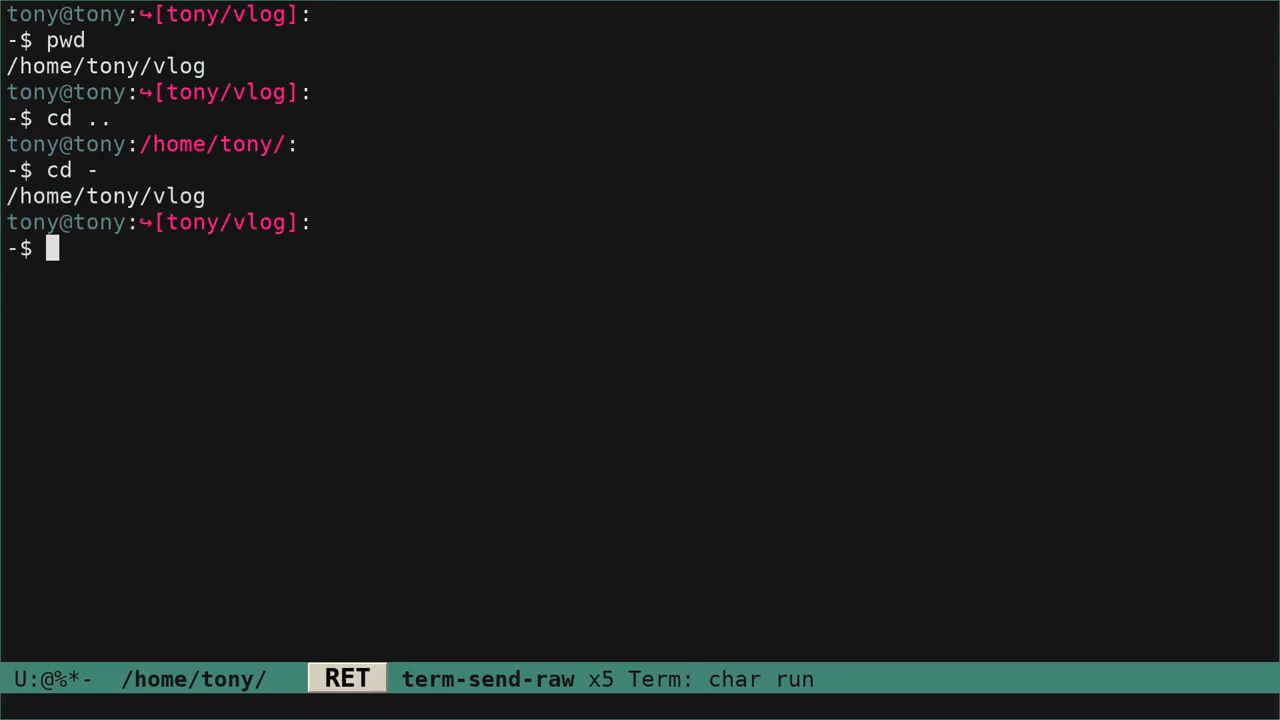 tony@tony:↪[tony/vlog]:
-$ pwd
/home/tony/vlog
tony@tony:↪[tony/vlog]:
-$ cd ..
tony@tony:/home/tony/:
-$ cd -
/home/tony/vlog
tony@tony:↪[tony/vlog]:
-$
U:@%*- /home/tony/ RET term-send-raw x5 Term: char run